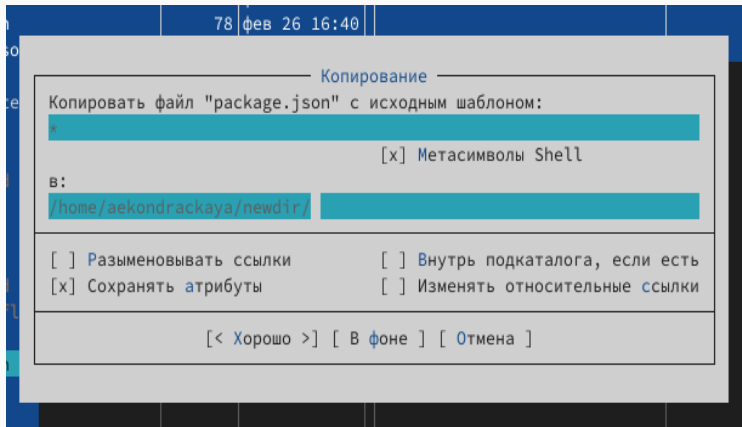 78 фев 26 16:40
so
Копирование
Копировать файл "package.json" с исходным шаблоном:
*
[x] Метасимволы Shell
в:
/home/aekondrackaya/newdir/
[ ] Разыменовывать ссылки [ ] Внутрь подкаталога, если есть
[x] Сохранять атрибуты [ ] Изменять относительные ссылки
[< Хорошо >] [ В фоне ] [ Отмена ]